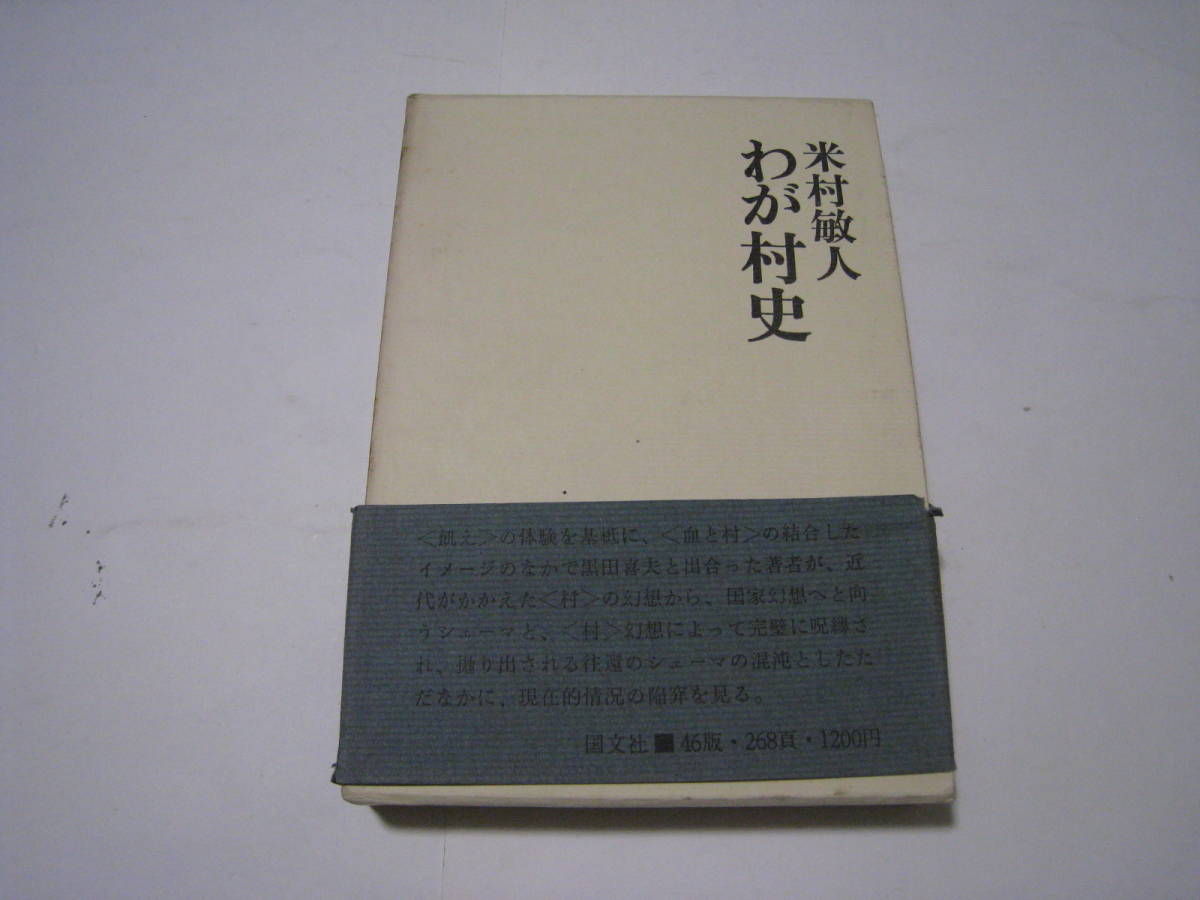 米村敏人
わが村史
＜飢え＞の体験を基底に、＜血と村＞の結合した
イメージのなかで黒田喜夫と出合った著者が、近
代がかかえた＜村＞の幻想から、国家幻想へと向
うシェーマと、＜村＞幻想によって完璧に呪縛さ
れ、抛り出される往還のシェーマの混沌としたた
だなかに、現在的情況の陥穽を見る。
国文社■46版・268頁・1200円